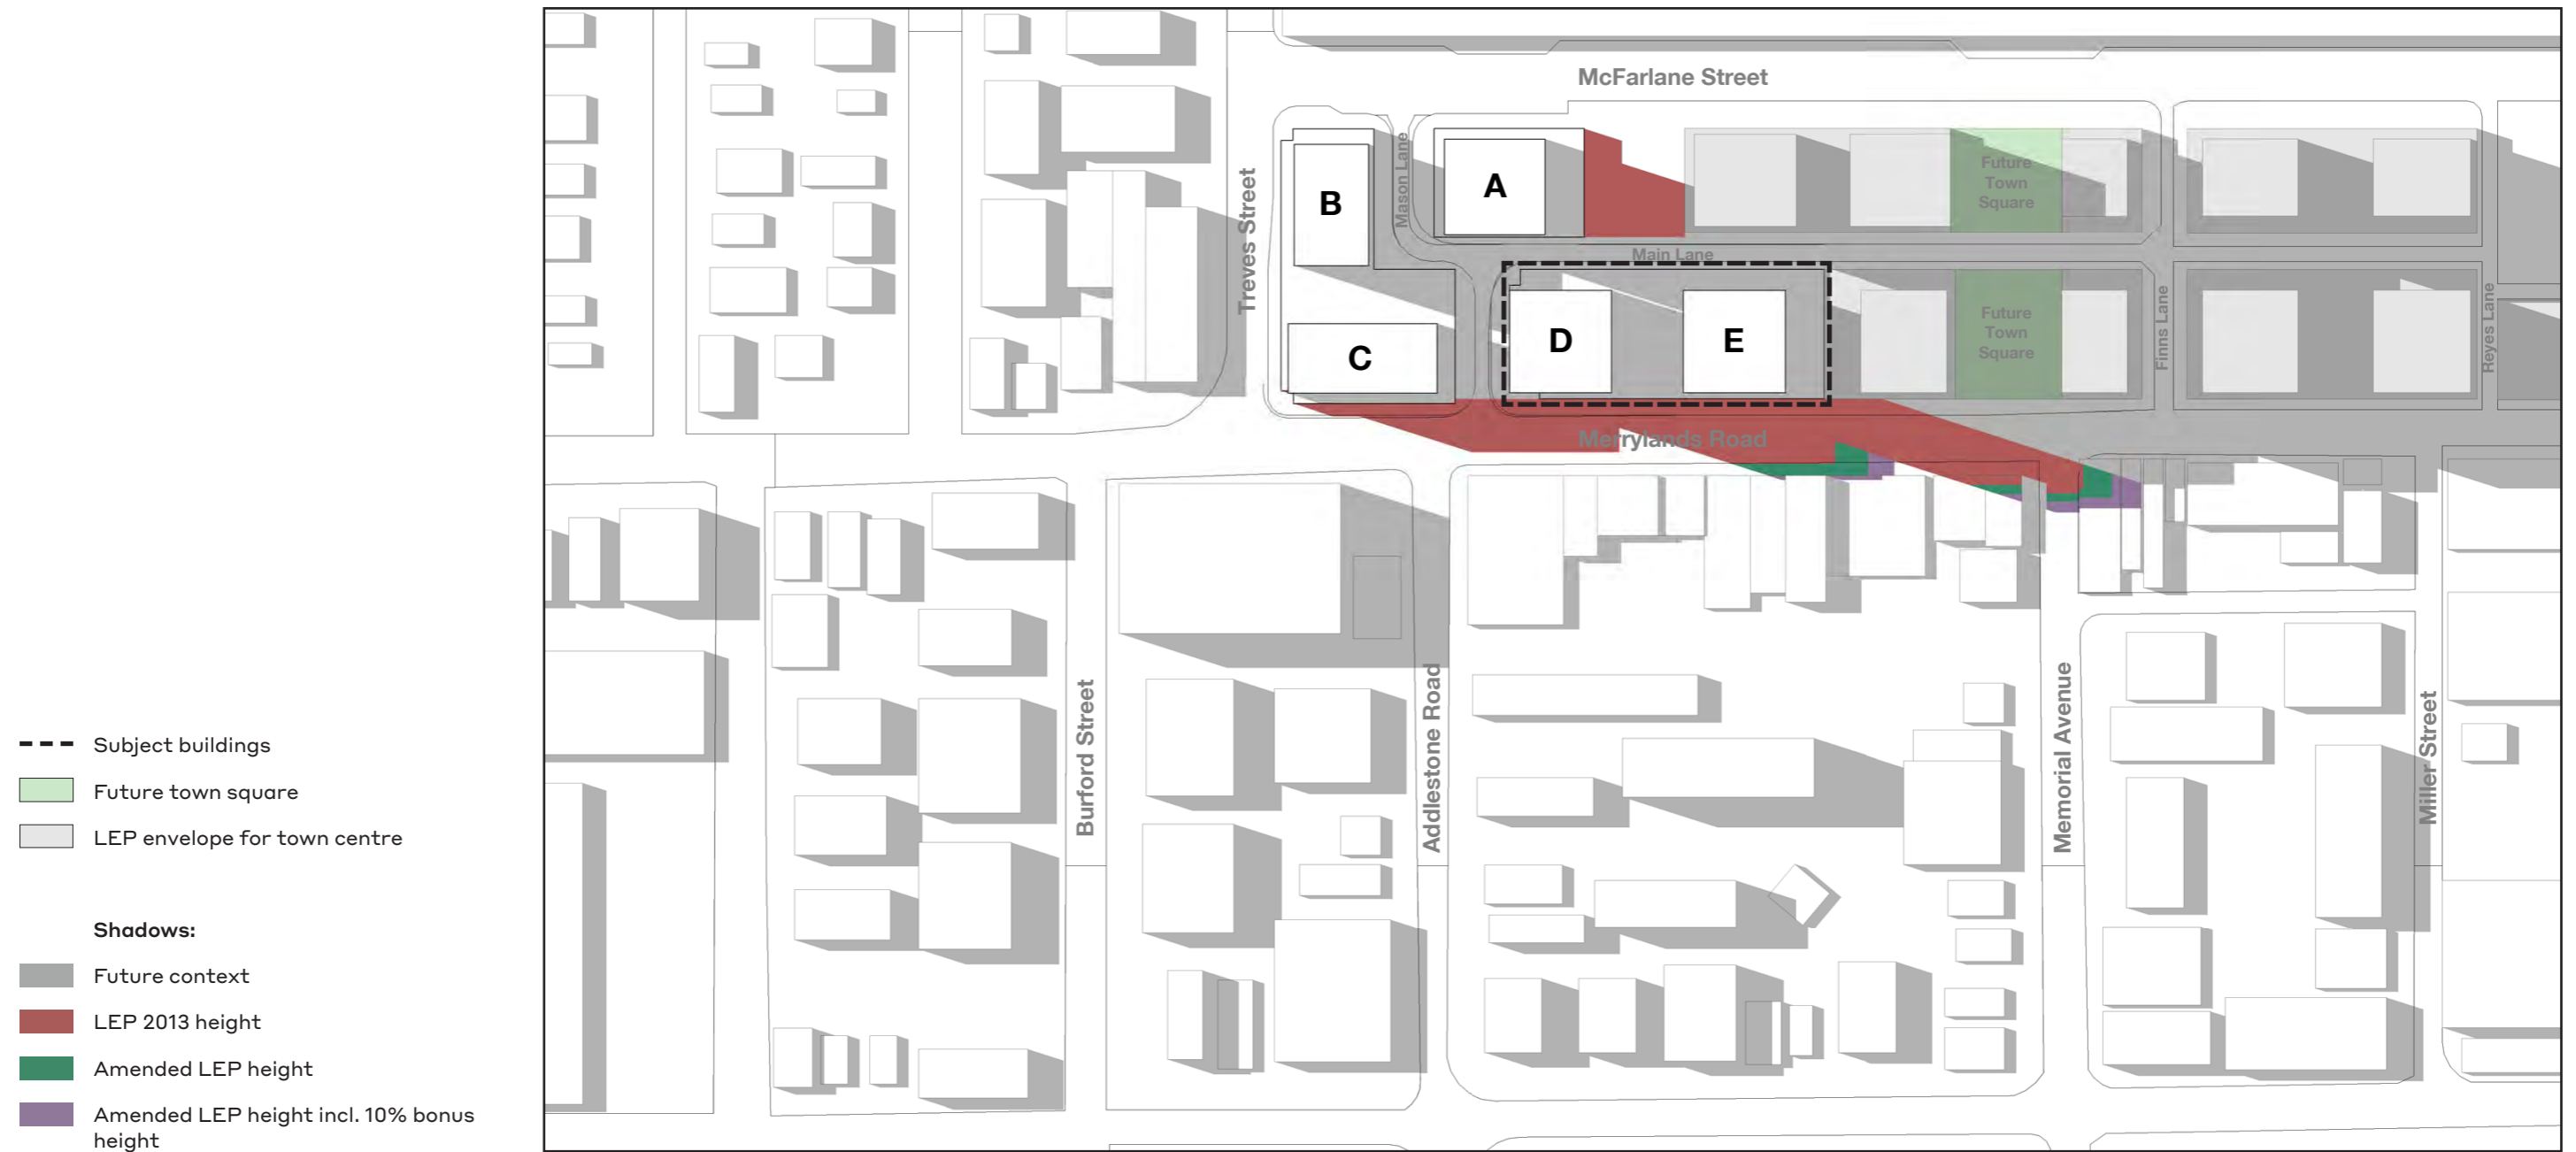 McFarlane Street
Mason Lane
B
A
Future
Town
Square
Treves Street
Main Lane
D
E
C
Future
Town
Square
Finns Lane
Reyes Lane
Merrylands Road
Burford Street
Addlestone Road
Memorial Avenue
Miller Street
Subject buildings
Future town square
LEP envelope for town centre
Shadows:
Future context
LEP 2013 height
Amended LEP height
Amended LEP height incl. 10% bonus
height